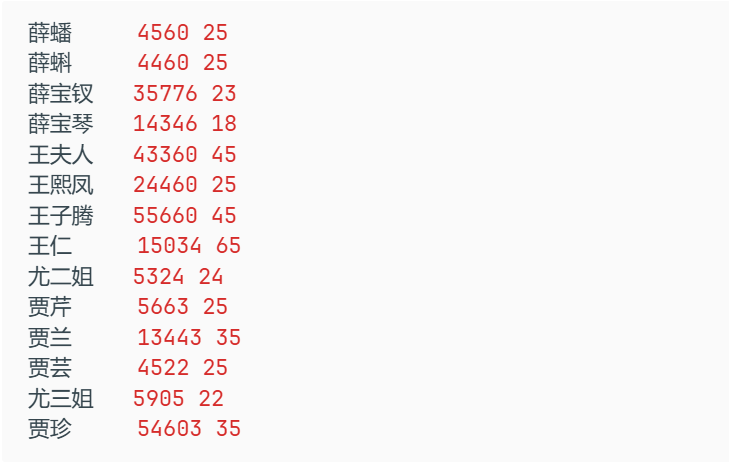 薛蟠 4560 25
薛蝌 4460 25
薛宝钗 35776 23
薛宝琴 14346 18
王夫人 43360 45
王熙凤 24460 25
王子腾 55660 45
王仁 15034 65
尤二姐 5324 24
贾芹 5663 25
贾兰 13443 35
贾芸 4522 25
尤三姐 5905 22
贾珍 54603 35